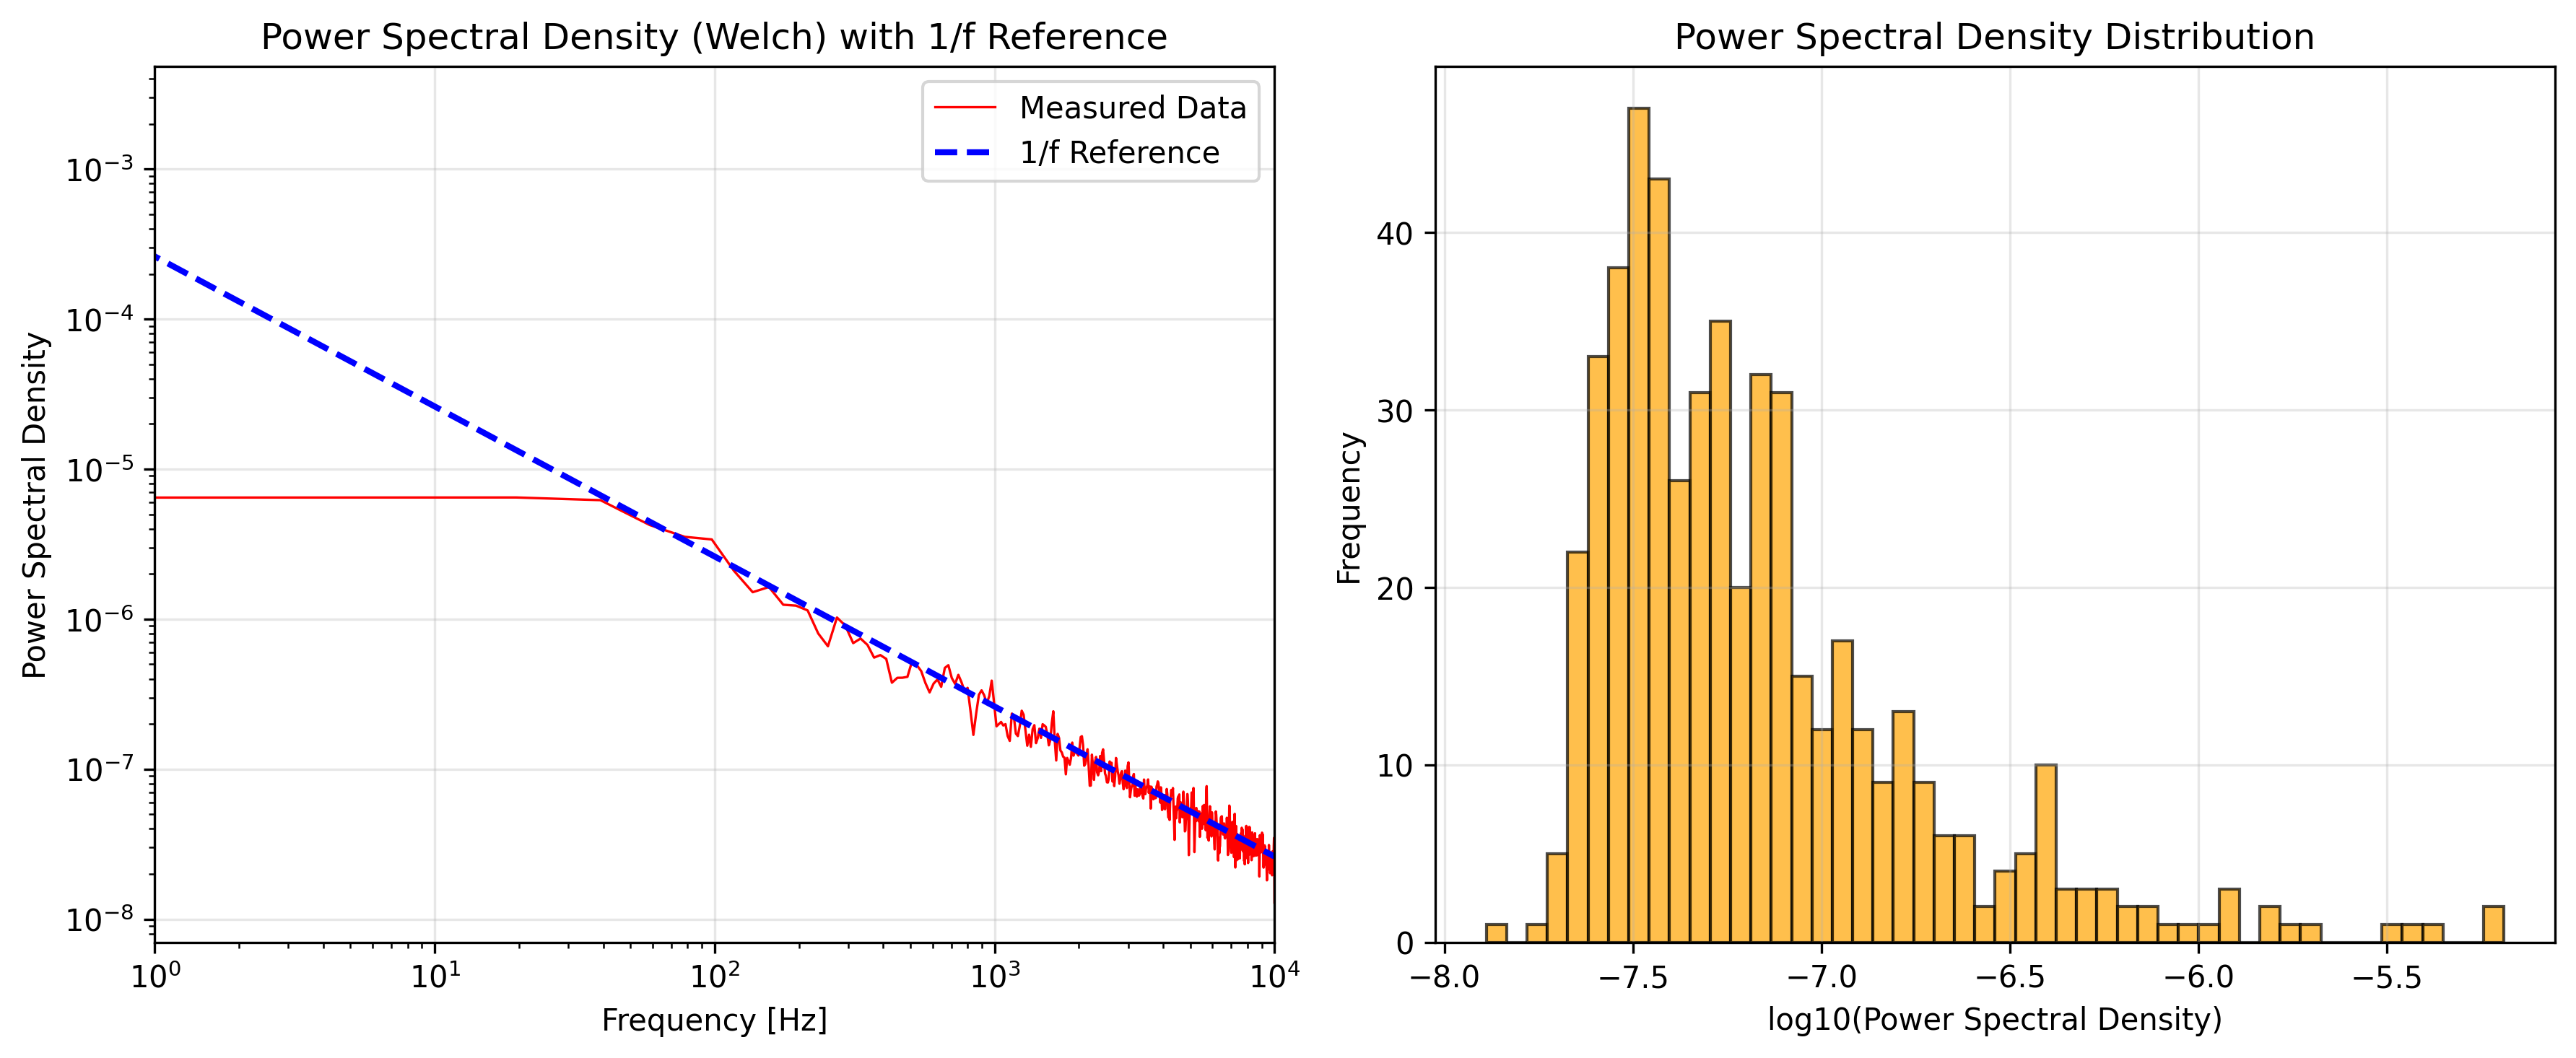 Power Spectral Density (Welch) with 1/f Reference
Measured Data
1/f Reference
Power Spectral Density
10⁻³
10⁻⁴
10⁻⁵
10⁻⁶
10⁻⁷
10⁻⁸
10⁰ 10¹ 10² 10³ 10⁴
Frequency [Hz]
Power Spectral Density Distribution
Frequency
40
30
20
10
0
−8.0 −7.5 −7.0 −6.5 −6.0 −5.5
log10(Power Spectral Density)